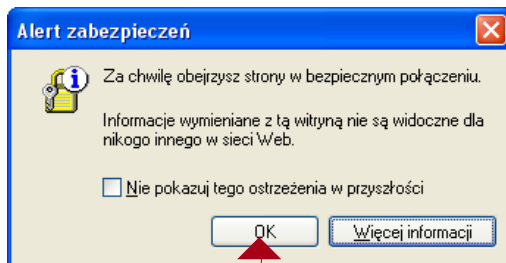 Alert zabezpieczeń
Za chwilę obejrzysz strony w bezpiecznym połączeniu.
Informacje wymieniane z tą witryną nie są widoczne dla
nikogo innego w sieci Web.
Nie pokazuj tego ostrzeżenia w przyszłości
OK
Więcej informacji